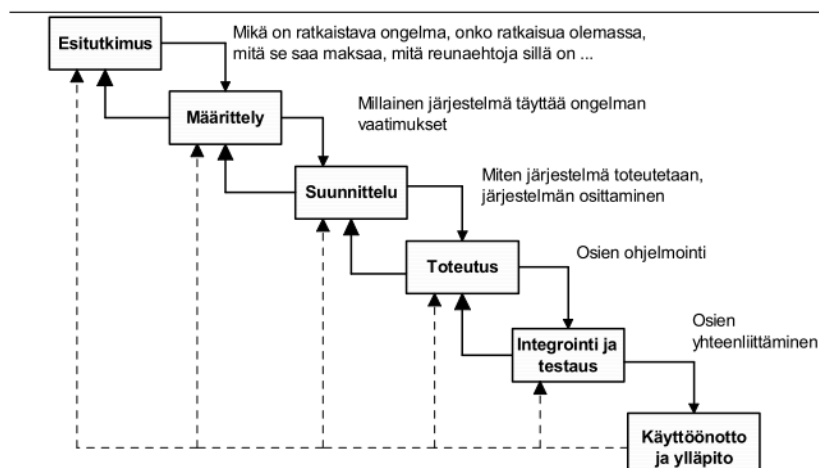 Esitutkimus
Mikä on ratkaistava ongelma, onko ratkaisua olemassa,
mitä se saa maksaa, mitä reunaehtoja sillä on ...
Määrittely
Millainen järjestelmä täyttää ongelman
vaatimukset
Suunnittelu
Miten järjestelmä toteutetaan,
järjestelmän osittaminen
Toteutus
Osien ohjelmointi
Integrointi ja
testaus
Osien
yhteenliittäminen
Käyttöönotto
ja ylläpito